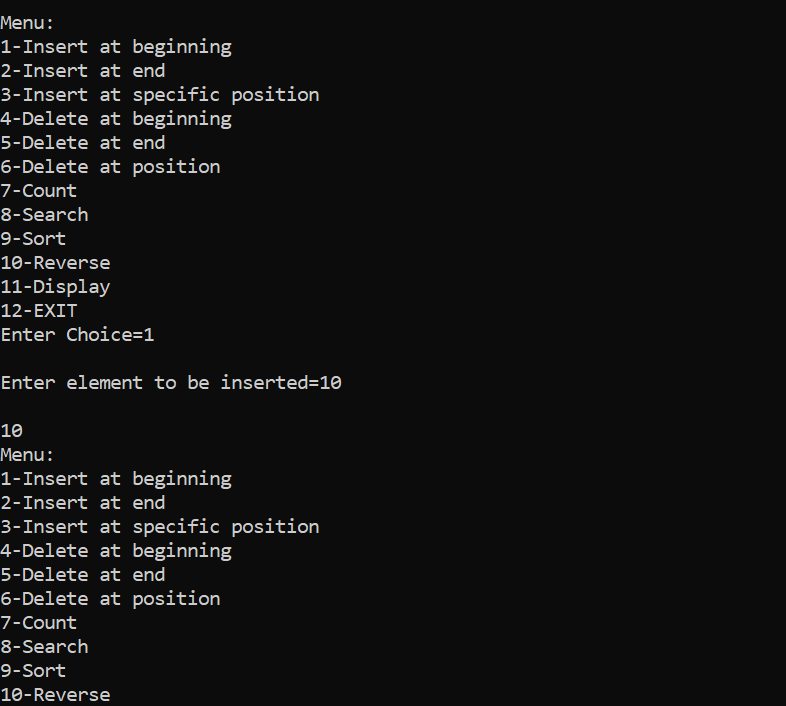 Menu:
1-Insert at beginning
2-Insert at end
3-Insert at specific position
4-Delete at beginning
5-Delete at end
6-Delete at position
7-Count
8-Search
9-Sort
10-Reverse
11-Display
12-EXIT
Enter Choice=1
Enter element to be inserted=10
10
Menu:
1-Insert at beginning
2-Insert at end
3-Insert at specific position
4-Delete at beginning
5-Delete at end
6-Delete at position
7-Count
8-Search
9-Sort
10-Reverse